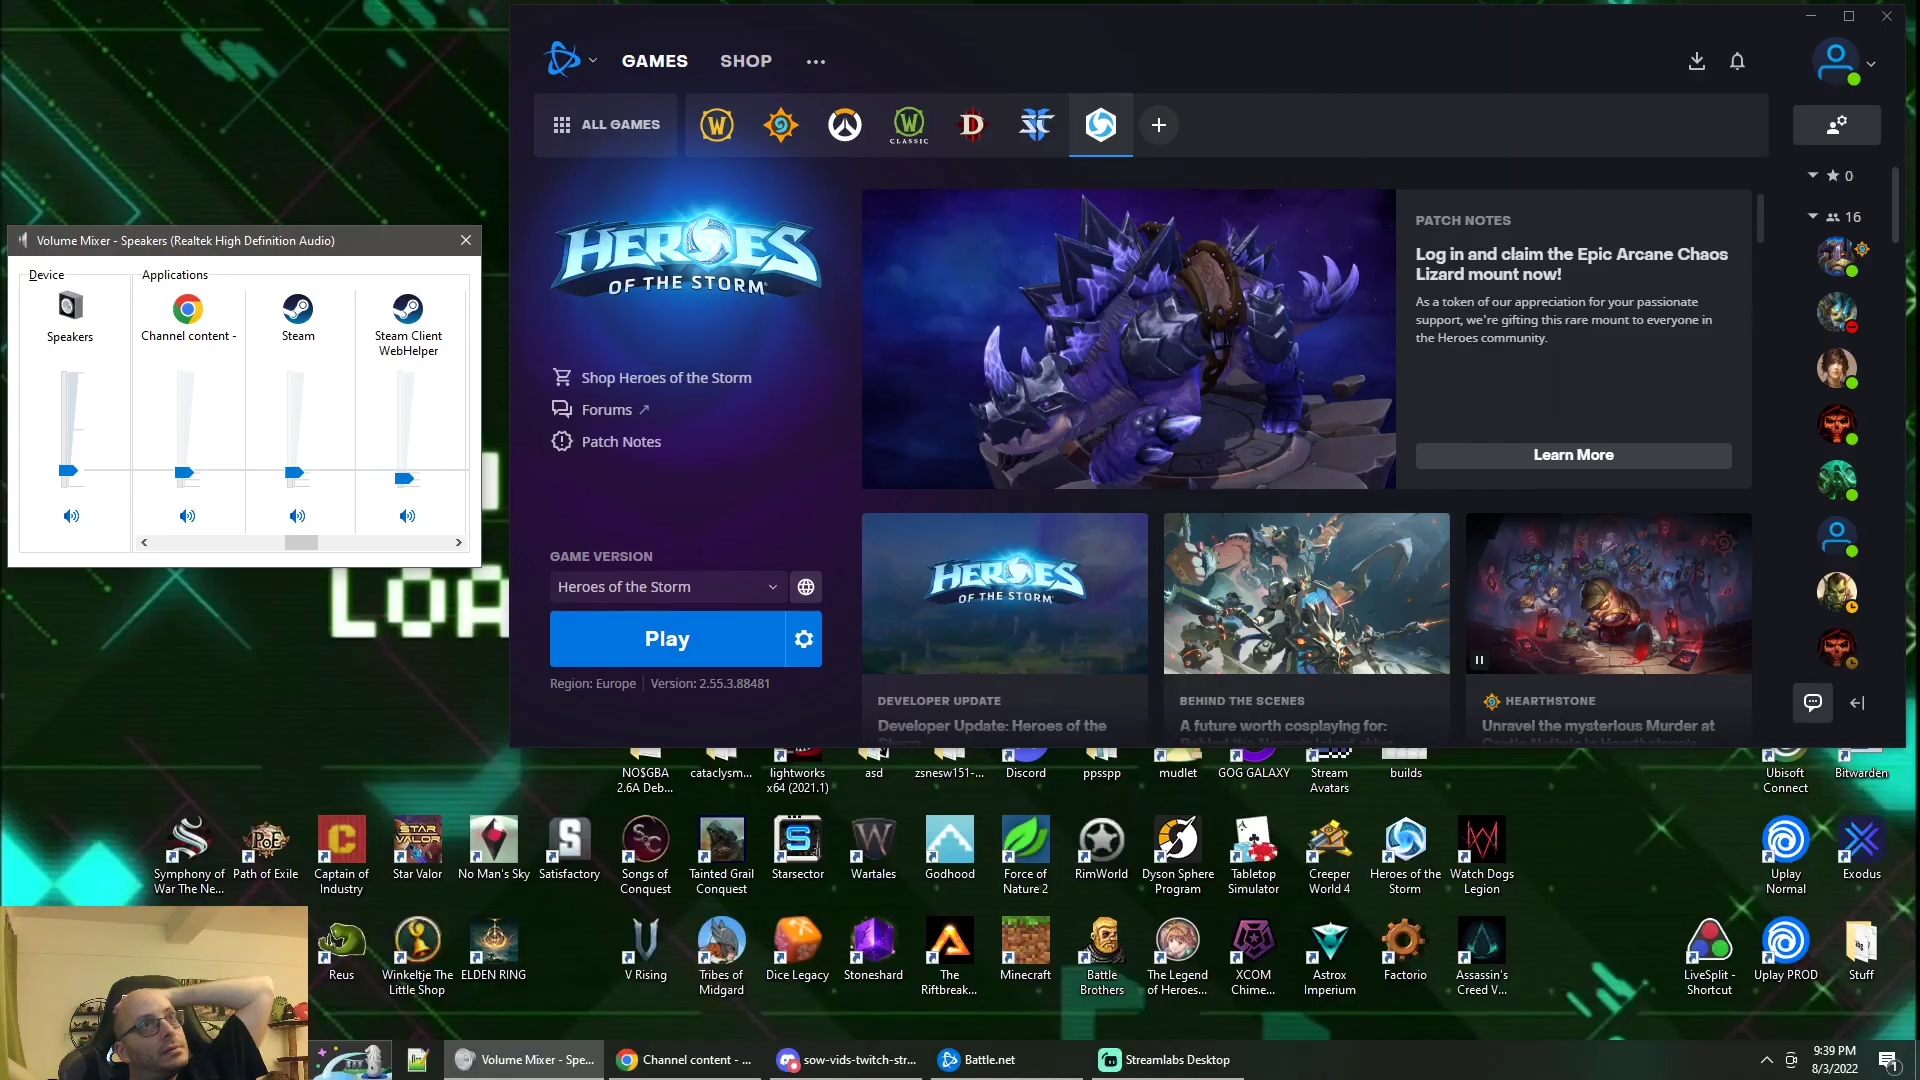 GAMES
SHOP
ALL GAMES
CLASSIC
HEROES
OF THE STORM
Shop Heroes of the Storm
Forums
Patch Notes
GAME VERSION
Heroes of the Storm
Play
Region: Europe
Version: 2.55.3.88481
PATCH NOTES
Log in and claim the Epic Arcane Chaos
Lizard mount now!
As a token of our appreciation for your passionate
support, we're gifting this rare mount to everyone in
the Heroes community.
Learn More
HEROES
OF THE STORM
DEVELOPER UPDATE
Developer Update: Heroes of the
BEHIND THE SCENES
A future worth cosplaying for:
HEARTHSTONE
Unravel the mysterious Murder at
0
16
Volume Mixer - Speakers (Realtek High Definition Audio)
Device
Applications
Speakers
Channel content -
Steam
Steam Client
WebHelper
LOA
NO$GBA
2.6A Deb...
cataclysm...
lightworks
x64 (2021.1)
asd
zsnesw151-...
Discord
ppsspp
mudlet
GOG GALAXY
Stream
Avatars
builds
Ubisoft
Connect
Bitwarden
Symphony of
War The Ne...
Path of Exile
Captain of
Industry
Star Valor
No Man's Sky
Satisfactory
Songs of
Conquest
Tainted Grail
Conquest
Starsector
Wartales
Godhood
Force of
Nature 2
RimWorld
Dyson Sphere
Program
Tabletop
Simulator
Creeper
World 4
Heroes of the
Storm
Watch Dogs
Legion
Uplay
Normal
Exodus
Reus
Winkeltje The
Little Shop
ELDEN RING
V Rising
Tribes of
Midgard
Dice Legacy
Stoneshard
The
Riftbreak...
Minecraft
Battle
Brothers
The Legend
of Heroes...
XCOM
Chime...
Astrox
Imperium
Factorio
Assassin's
Creed V...
LiveSplit -
Shortcut
Uplay PROD
Stuff
Volume Mixer - Spe...
Channel content - ...
sow-vids-twitch-str...
Battle.net
Streamlabs Desktop
9:39 PM
8/3/2022
1